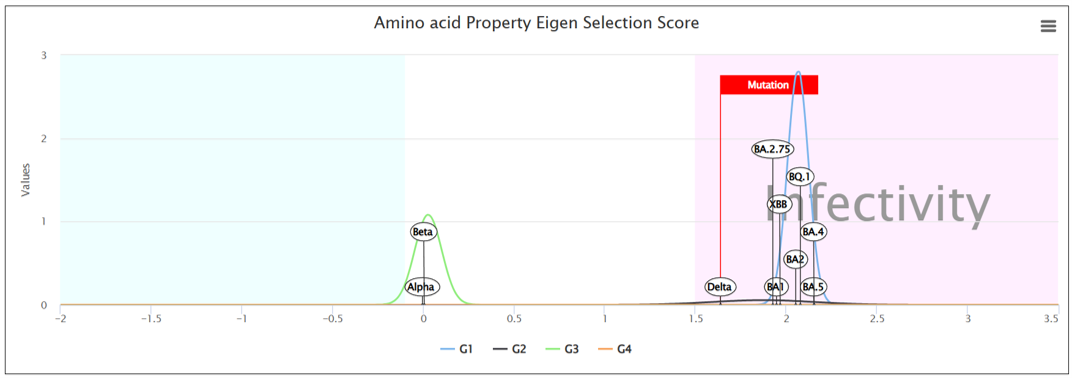 Amino acid Property Eigen Selection Score
3
2
1
0
Values
Mutation
Infectivity
BA.2.75
BQ.1
XBB
Beta
BA.4
BA2
Alpha
Delta
BA1
BA.5
-2
-1.5
-1
-0.5
0
0.5
1
1.5
2
2.5
3
3.5
G1
G2
G3
G4